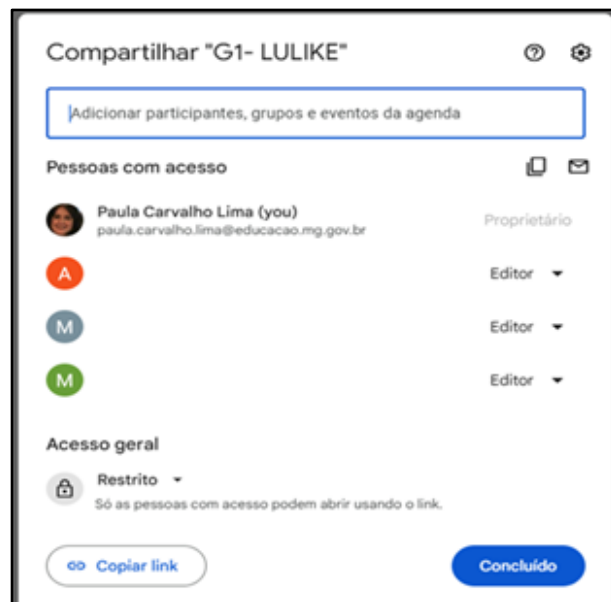 Compartilhar "G1- LULIKE"
Adicionar participantes, grupos e eventos da agenda
Pessoas com acesso
Paula Carvalho Lima (you)
Proprietário
paula.carvalho.lima@educacao.mg.gov.br
A
Editor
M
Editor
M
Editor
Acesso geral
Restrito
Só as pessoas com acesso podem abrir usando o link.
Copiar link
Concluído